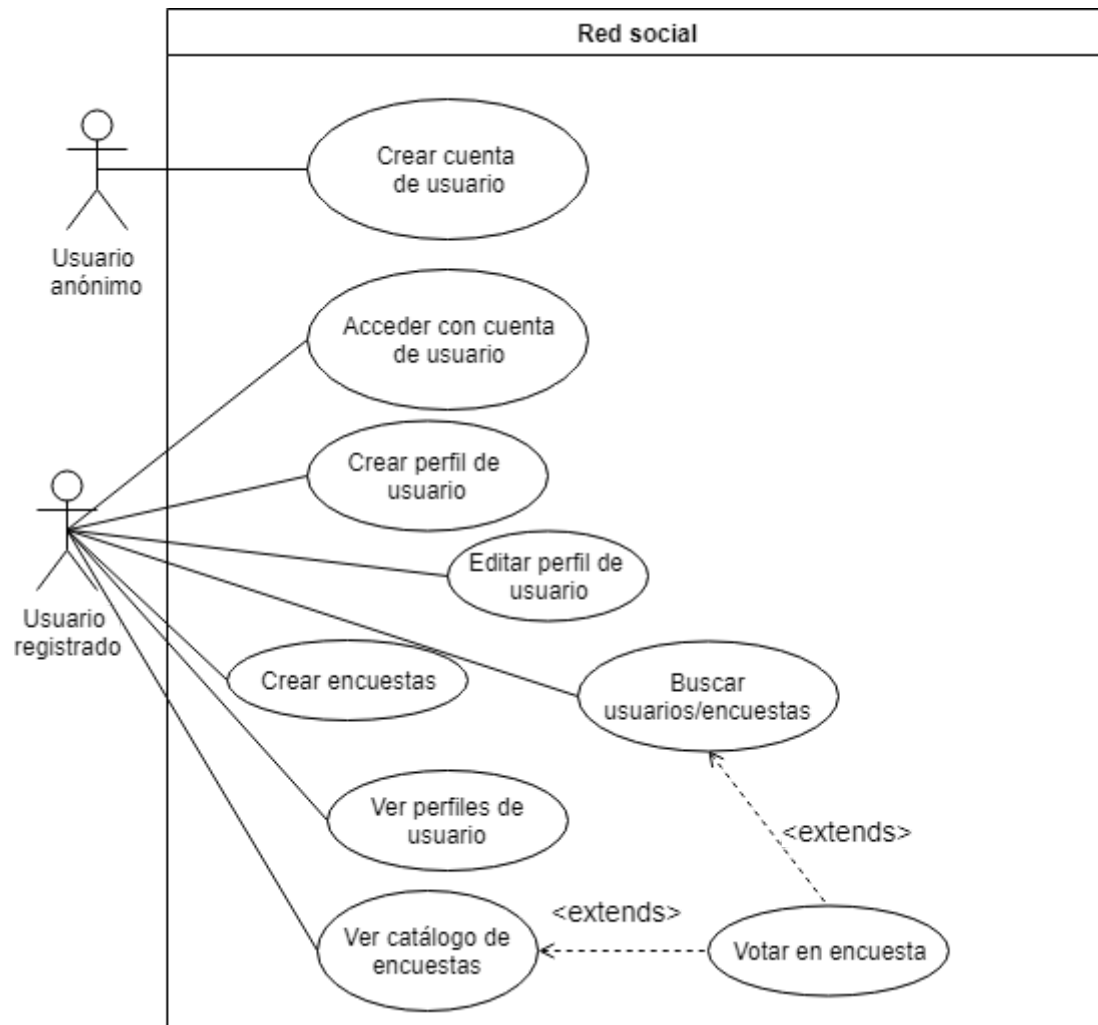 Red social
Crear cuenta
de usuario
Usuario
anónimo
Acceder con cuenta
de usuario
Crear perfil de
usuario
Editar perfil de
usuario
Usuario
registrado
Crear encuestas
Buscar
usuarios/encuestas
Ver perfiles de
usuario
<extends>
<extends>
Ver catálogo de
encuestas
Votar en encuesta